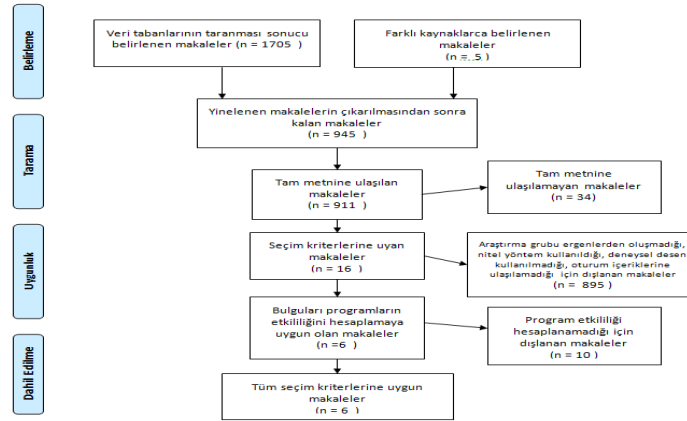 Belirleme
Veri tabanlarının taranması sonucu
belirlenen makaleler (n = 1705 )
Farklı kaynaklarca belirlenen
makaleler
(n =..5 )
Yinelenen makalelerin çıkarılmasından sonra
kalan makaleler
(n = 945 )
Tarama
Tam metnine ulaşılan
makaleler
(n = 911 )
Tam metnine
ulaşılamayan makaleler
(n = 34)
Uygunluk
Seçim kriterlerine uyan
makaleler
(n = 16 )
Araştırma grubu ergenlerden oluşmadığı,
nitel yöntem kullanıldığı, deneysel desen
kullanılmadığı, oturum içeriklerine
ulaşılamadığı için dışlanan makaleler
(n = 895 )
Bulguları programların
etkililiğini hesaplamaya
uygun olan makaleler
(n =6 )
Program etkililiği
hesaplanamadığı için
dışlanan makaleler
(n = 10 )
Dahil Edilme
Tüm seçim kriterlerine uygun
makaleler
(n = 6 )